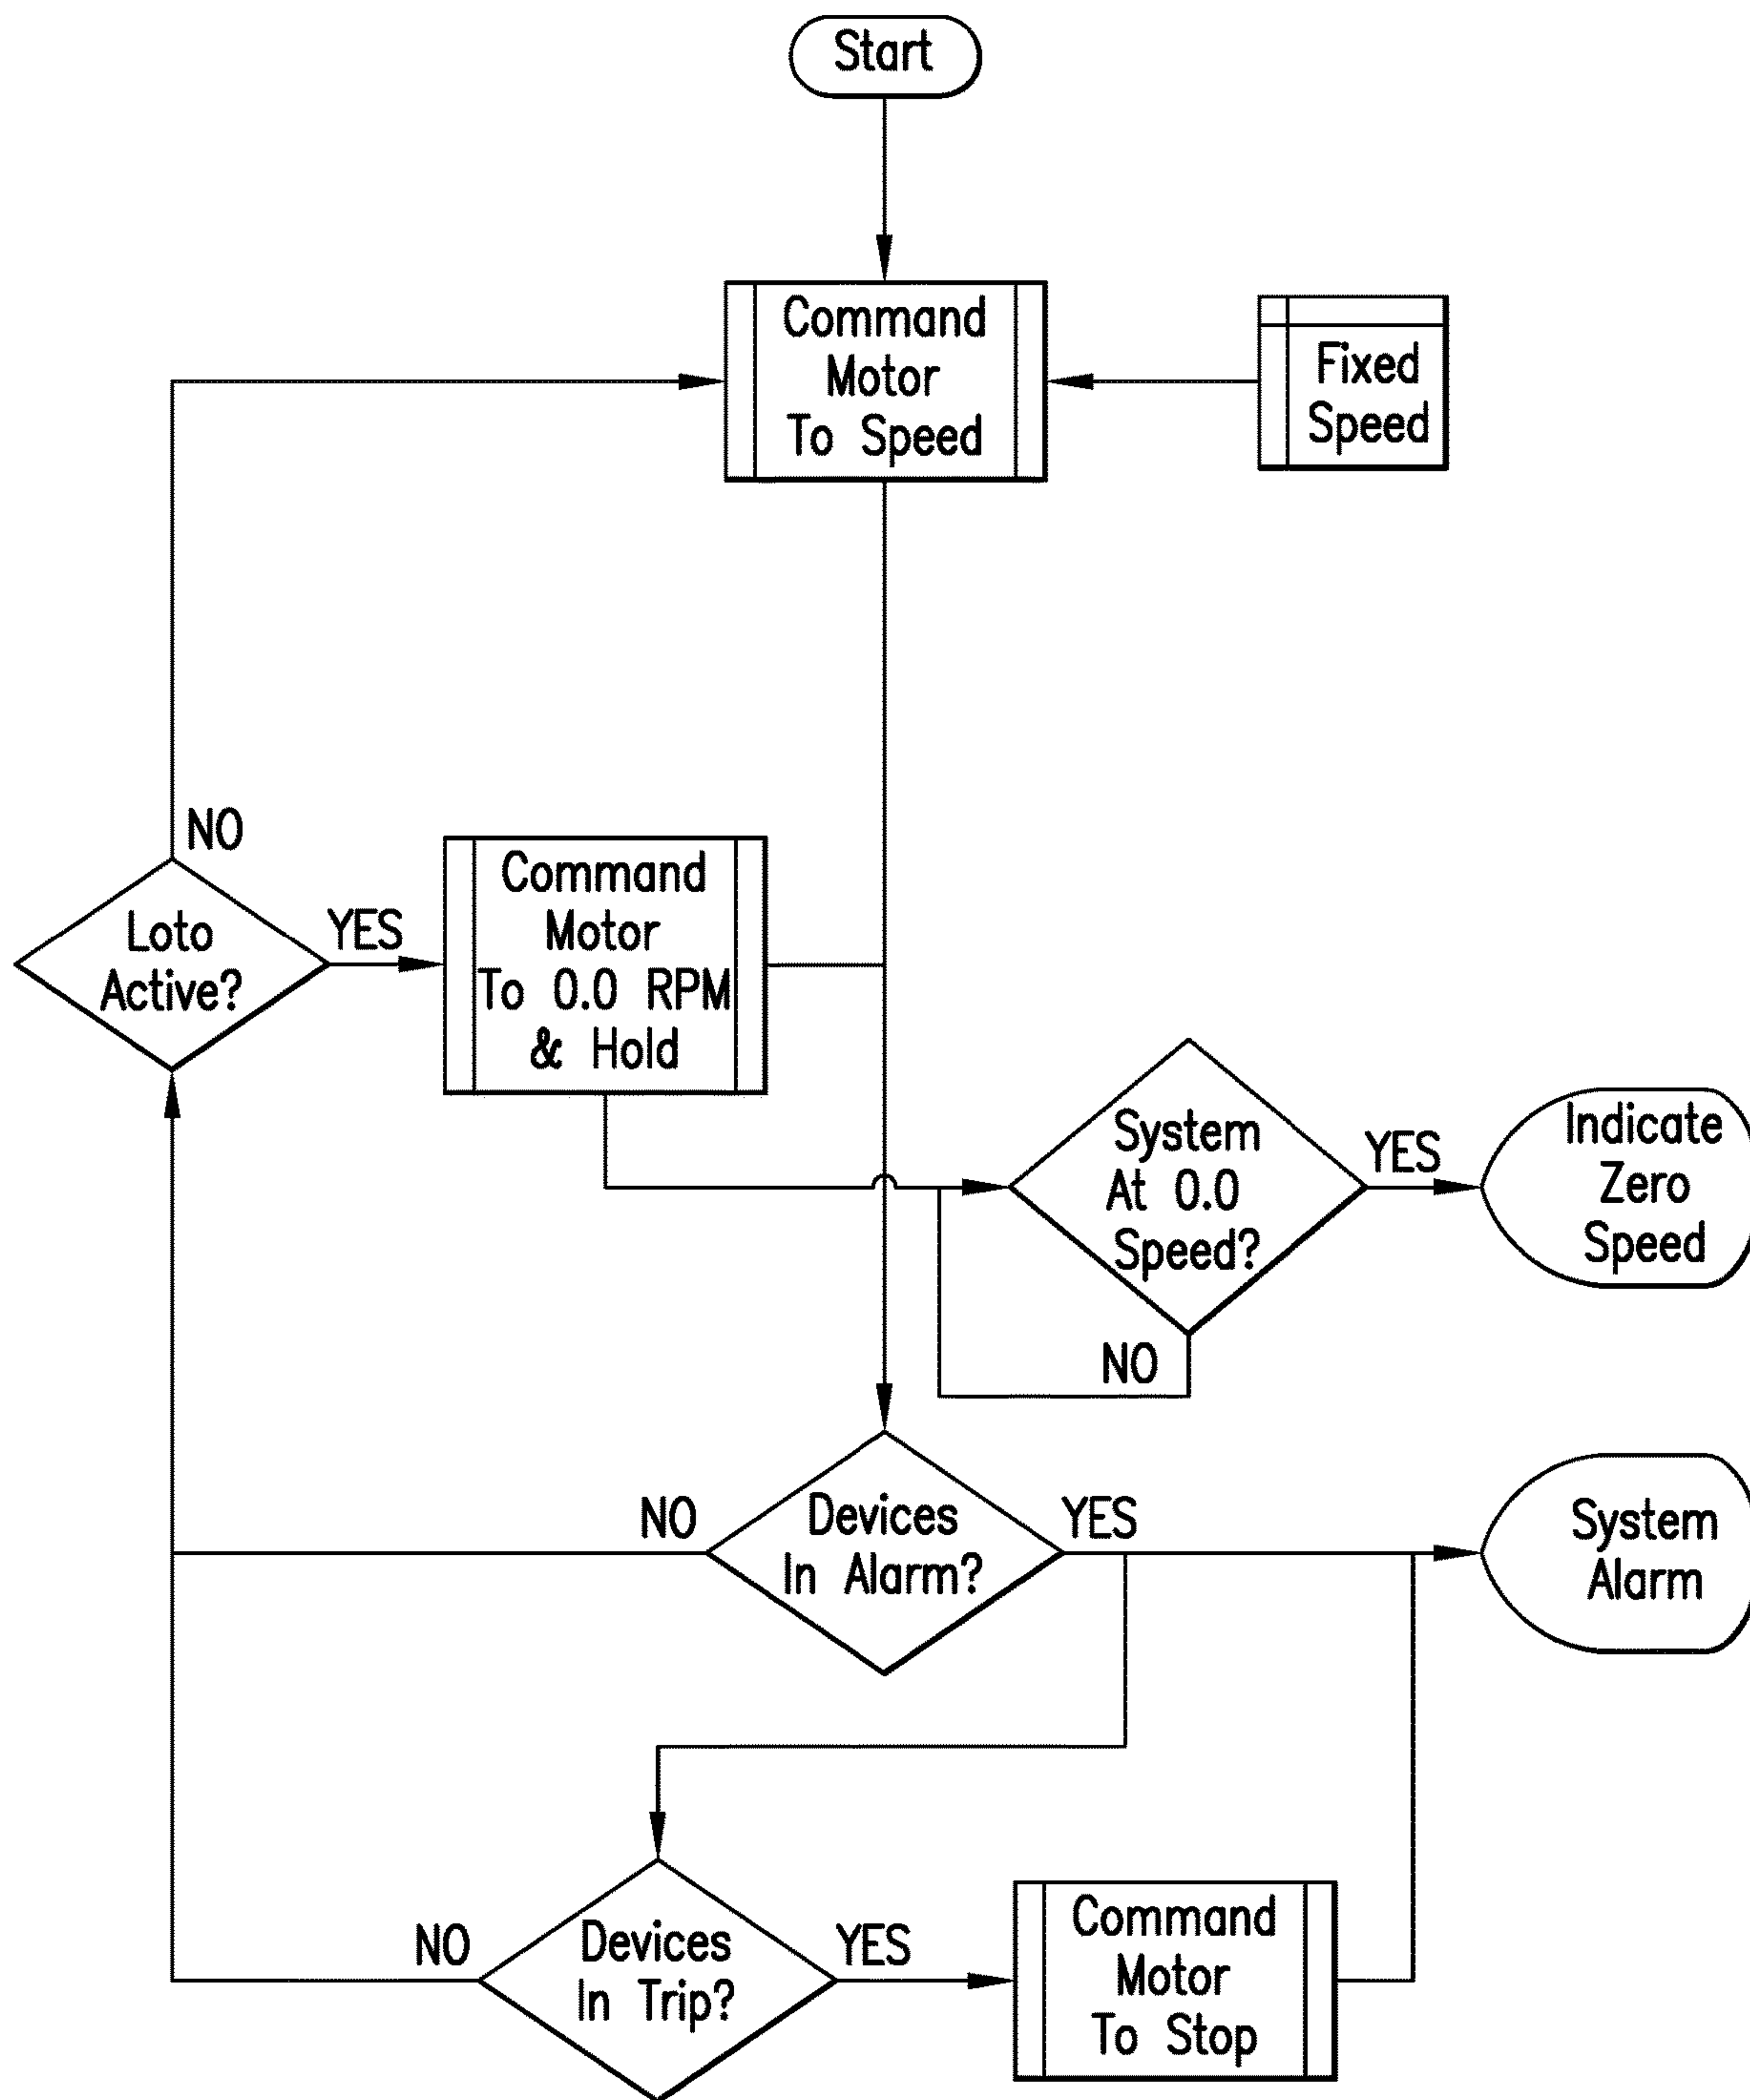 Start
Command
Motor
To Speed
Fixed
Speed
NO
Loto
Active?
YES
Command
Motor
To 0.0 RPM
& Hold
System
At 0.0
Speed?
YES
NO
Indicate
Zero
Speed
NO
Devices
In Alarm?
YES
System
Alarm
NO
Devices
In Trip?
YES
Command
Motor
To Stop